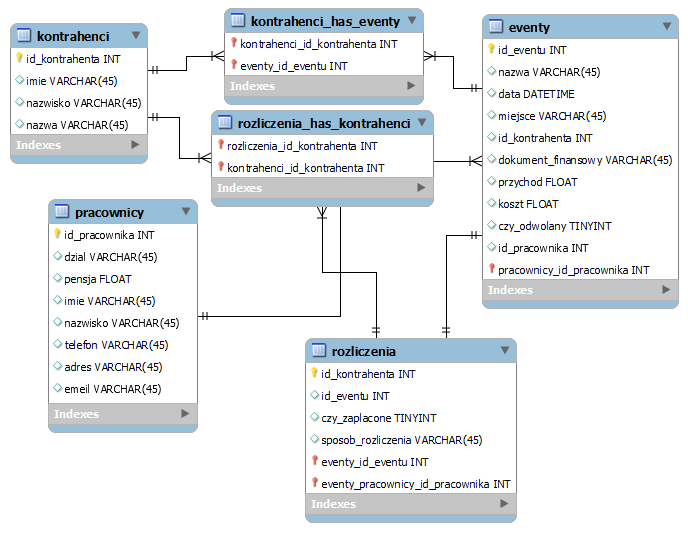 kontrahenci
id_kontrahenta INT
imie VARCHAR(45)
nazwisko VARCHAR(45)
nazwa VARCHAR(45)
Indexes
kontrahenci_has_eventy
kontrahenci_id_kontrahenta INT
eventy_id_eventu INT
Indexes
eventy
id_eventu INT
nazwa VARCHAR(45)
data DATETIME
miejsce VARCHAR(45)
id_kontrahenta INT
dokument_finansowy VARCHAR(45)
przychod FLOAT
koszt FLOAT
czy_odwolany TINYINT
id_pracownika INT
pracownicy_id_pracownika INT
Indexes
rozliczenia_has_kontrahenci
rozliczenia_id_kontrahenta INT
kontrahenci_id_kontrahenta INT
Indexes
pracownicy
id_pracownika INT
dzial VARCHAR(45)
pensja FLOAT
imie VARCHAR(45)
nazwisko VARCHAR(45)
telefon VARCHAR(45)
adres VARCHAR(45)
emeil VARCHAR(45)
Indexes
rozliczenia
id_kontrahenta INT
id_eventu INT
czy_zaplacone TINYINT
sposob_rozliczenia VARCHAR(45)
eventy_id_eventu INT
eventy_pracownicy_id_pracownika INT
Indexes